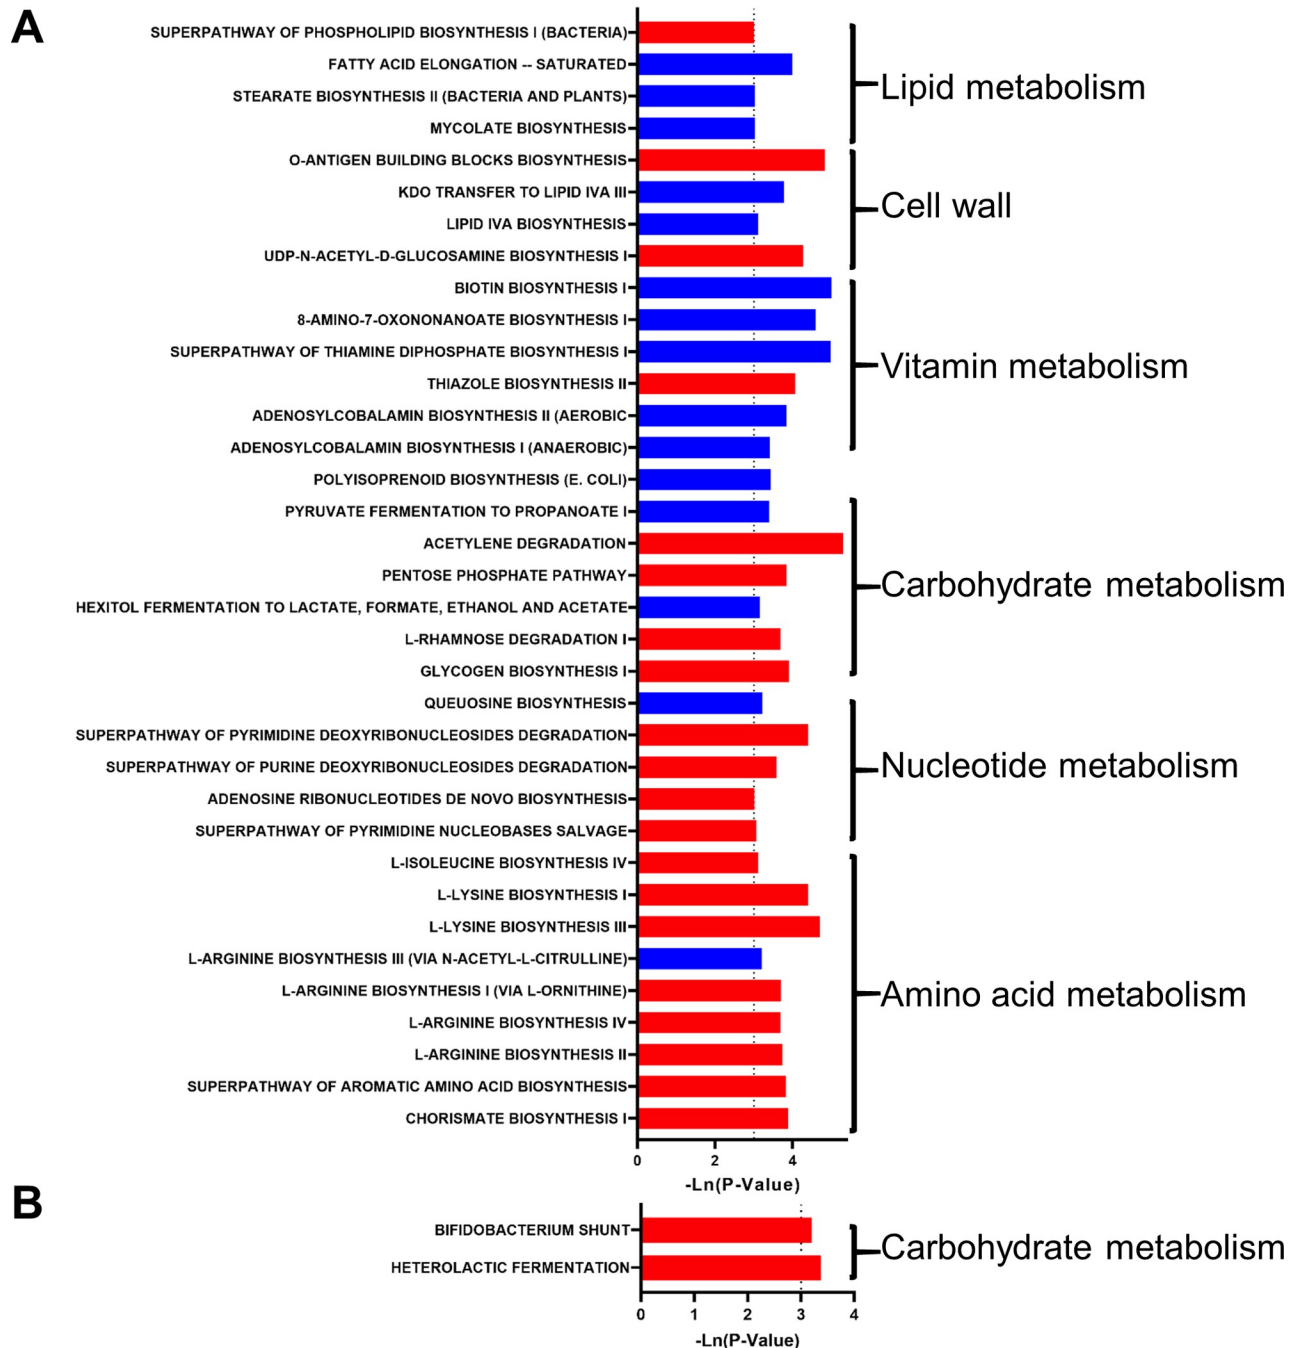 A
SUPERPATHWAY OF PHOSPHOLIPID BIOSYNTHESIS I (BACTERIA)
FATTY ACID ELONGATION -- SATURATED
STEARATE BIOSYNTHESIS II (BACTERIA AND PLANTS)
MYCOLATE BIOSYNTHESIS
Lipid metabolism
O-ANTIGEN BUILDING BLOCKS BIOSYNTHESIS
KDO TRANSFER TO LIPID IVA III
LIPID IVA BIOSYNTHESIS
UDP-N-ACETYL-D-GLUCOSAMINE BIOSYNTHESIS I
Cell wall
BIOTIN BIOSYNTHESIS I
8-AMINO-7-OXONONANOATE BIOSYNTHESIS I
SUPERPATHWAY OF THIAMINE DIPHOSPHATE BIOSYNTHESIS I
THIAZOLE BIOSYNTHESIS II
ADENOSYLCOBALAMIN BIOSYNTHESIS II (AEROBIC
ADENOSYLCOBALAMIN BIOSYNTHESIS I (ANAEROBIC)
Vitamin metabolism
POLYISOPRENOID BIOSYNTHESIS (E. COLI)
PYRUVATE FERMENTATION TO PROPANOATE I
ACETYLENE DEGRADATION
PENTOSE PHOSPHATE PATHWAY
HEXITOL FERMENTATION TO LACTATE, FORMATE, ETHANOL AND ACETATE
L-RHAMNOSE DEGRADATION I
GLYCOGEN BIOSYNTHESIS I
Carbohydrate metabolism
QUEUOSINE BIOSYNTHESIS
SUPERPATHWAY OF PYRIMIDINE DEOXYRIBONUCLEOSIDES DEGRADATION
SUPERPATHWAY OF PURINE DEOXYRIBONUCLEOSIDES DEGRADATION
ADENOSINE RIBONUCLEOTIDES DE NOVO BIOSYNTHESIS
SUPERPATHWAY OF PYRIMIDINE NUCLEOBASES SALVAGE
Nucleotide metabolism
L-ISOLEUCINE BIOSYNTHESIS IV
L-LYSINE BIOSYNTHESIS I
L-LYSINE BIOSYNTHESIS III
L-ARGININE BIOSYNTHESIS III (VIA N-ACETYL-L-CITRULLINE)
L-ARGININE BIOSYNTHESIS I (VIA L-ORNITHINE)
L-ARGININE BIOSYNTHESIS IV
L-ARGININE BIOSYNTHESIS II
SUPERPATHWAY OF AROMATIC AMINO ACID BIOSYNTHESIS
CHORISMATE BIOSYNTHESIS I
Amino acid metabolism
0 2 4
-Ln(P-Value)
B
BIFIDOBACTERIUM SHUNT
HETEROLACTIC FERMENTATION
Carbohydrate metabolism
0 1 2 3 4
-Ln(P-Value)